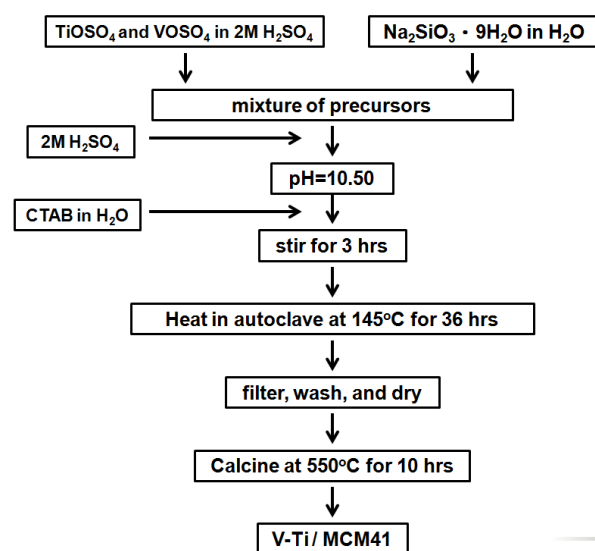 TiOSO₄ and VOSO₄ in 2M H₂SO₄
Na₂SiO₃・9H₂O in H₂O
mixture of precursors
2M H₂SO₄
pH=10.50
CTAB in H₂O
stir for 3 hrs
Heat in autoclave at 145°C for 36 hrs
filter, wash, and dry
Calcine at 550°C for 10 hrs
V-Ti / MCM41